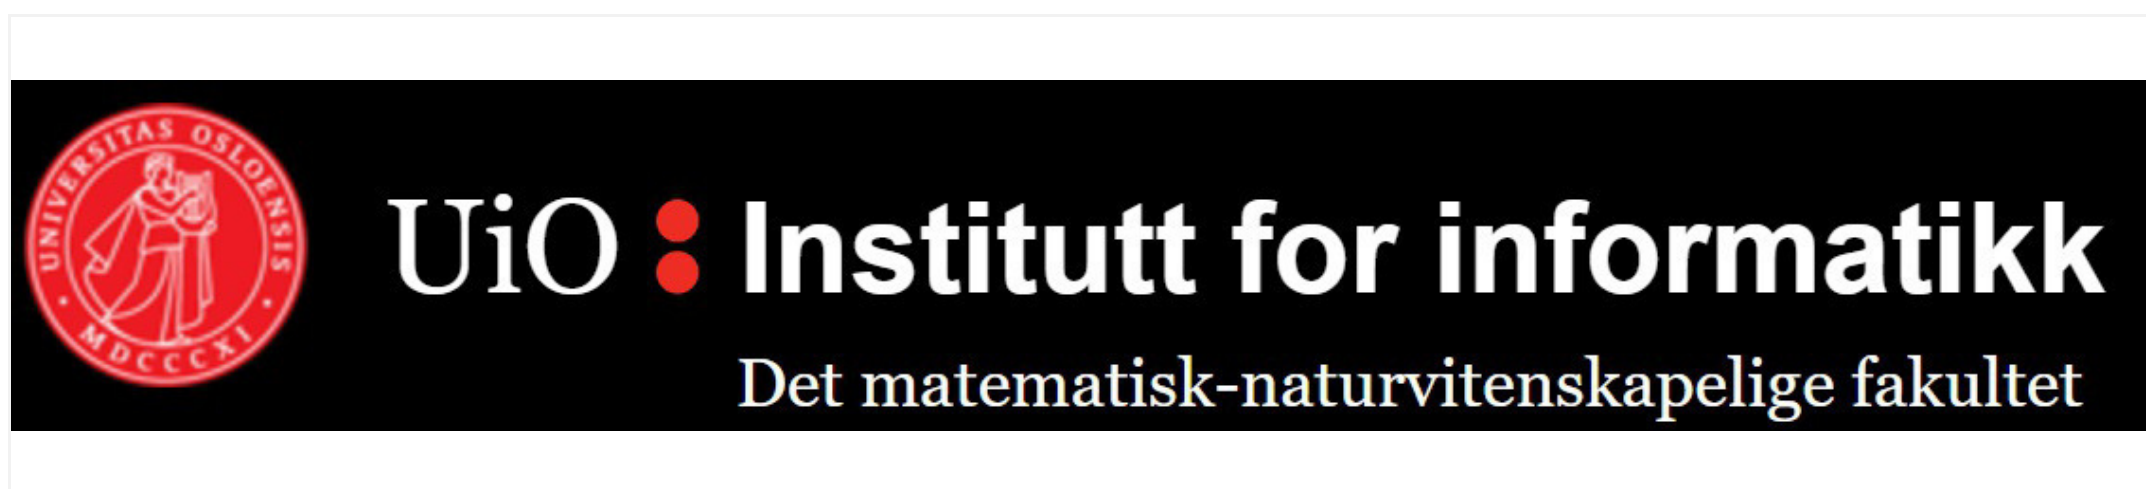 UNIVERSITAS OSLOENSIS
MDCCCXI
UiO : Institutt for informatikk
Det matematisk-naturvitenskapelige fakultet